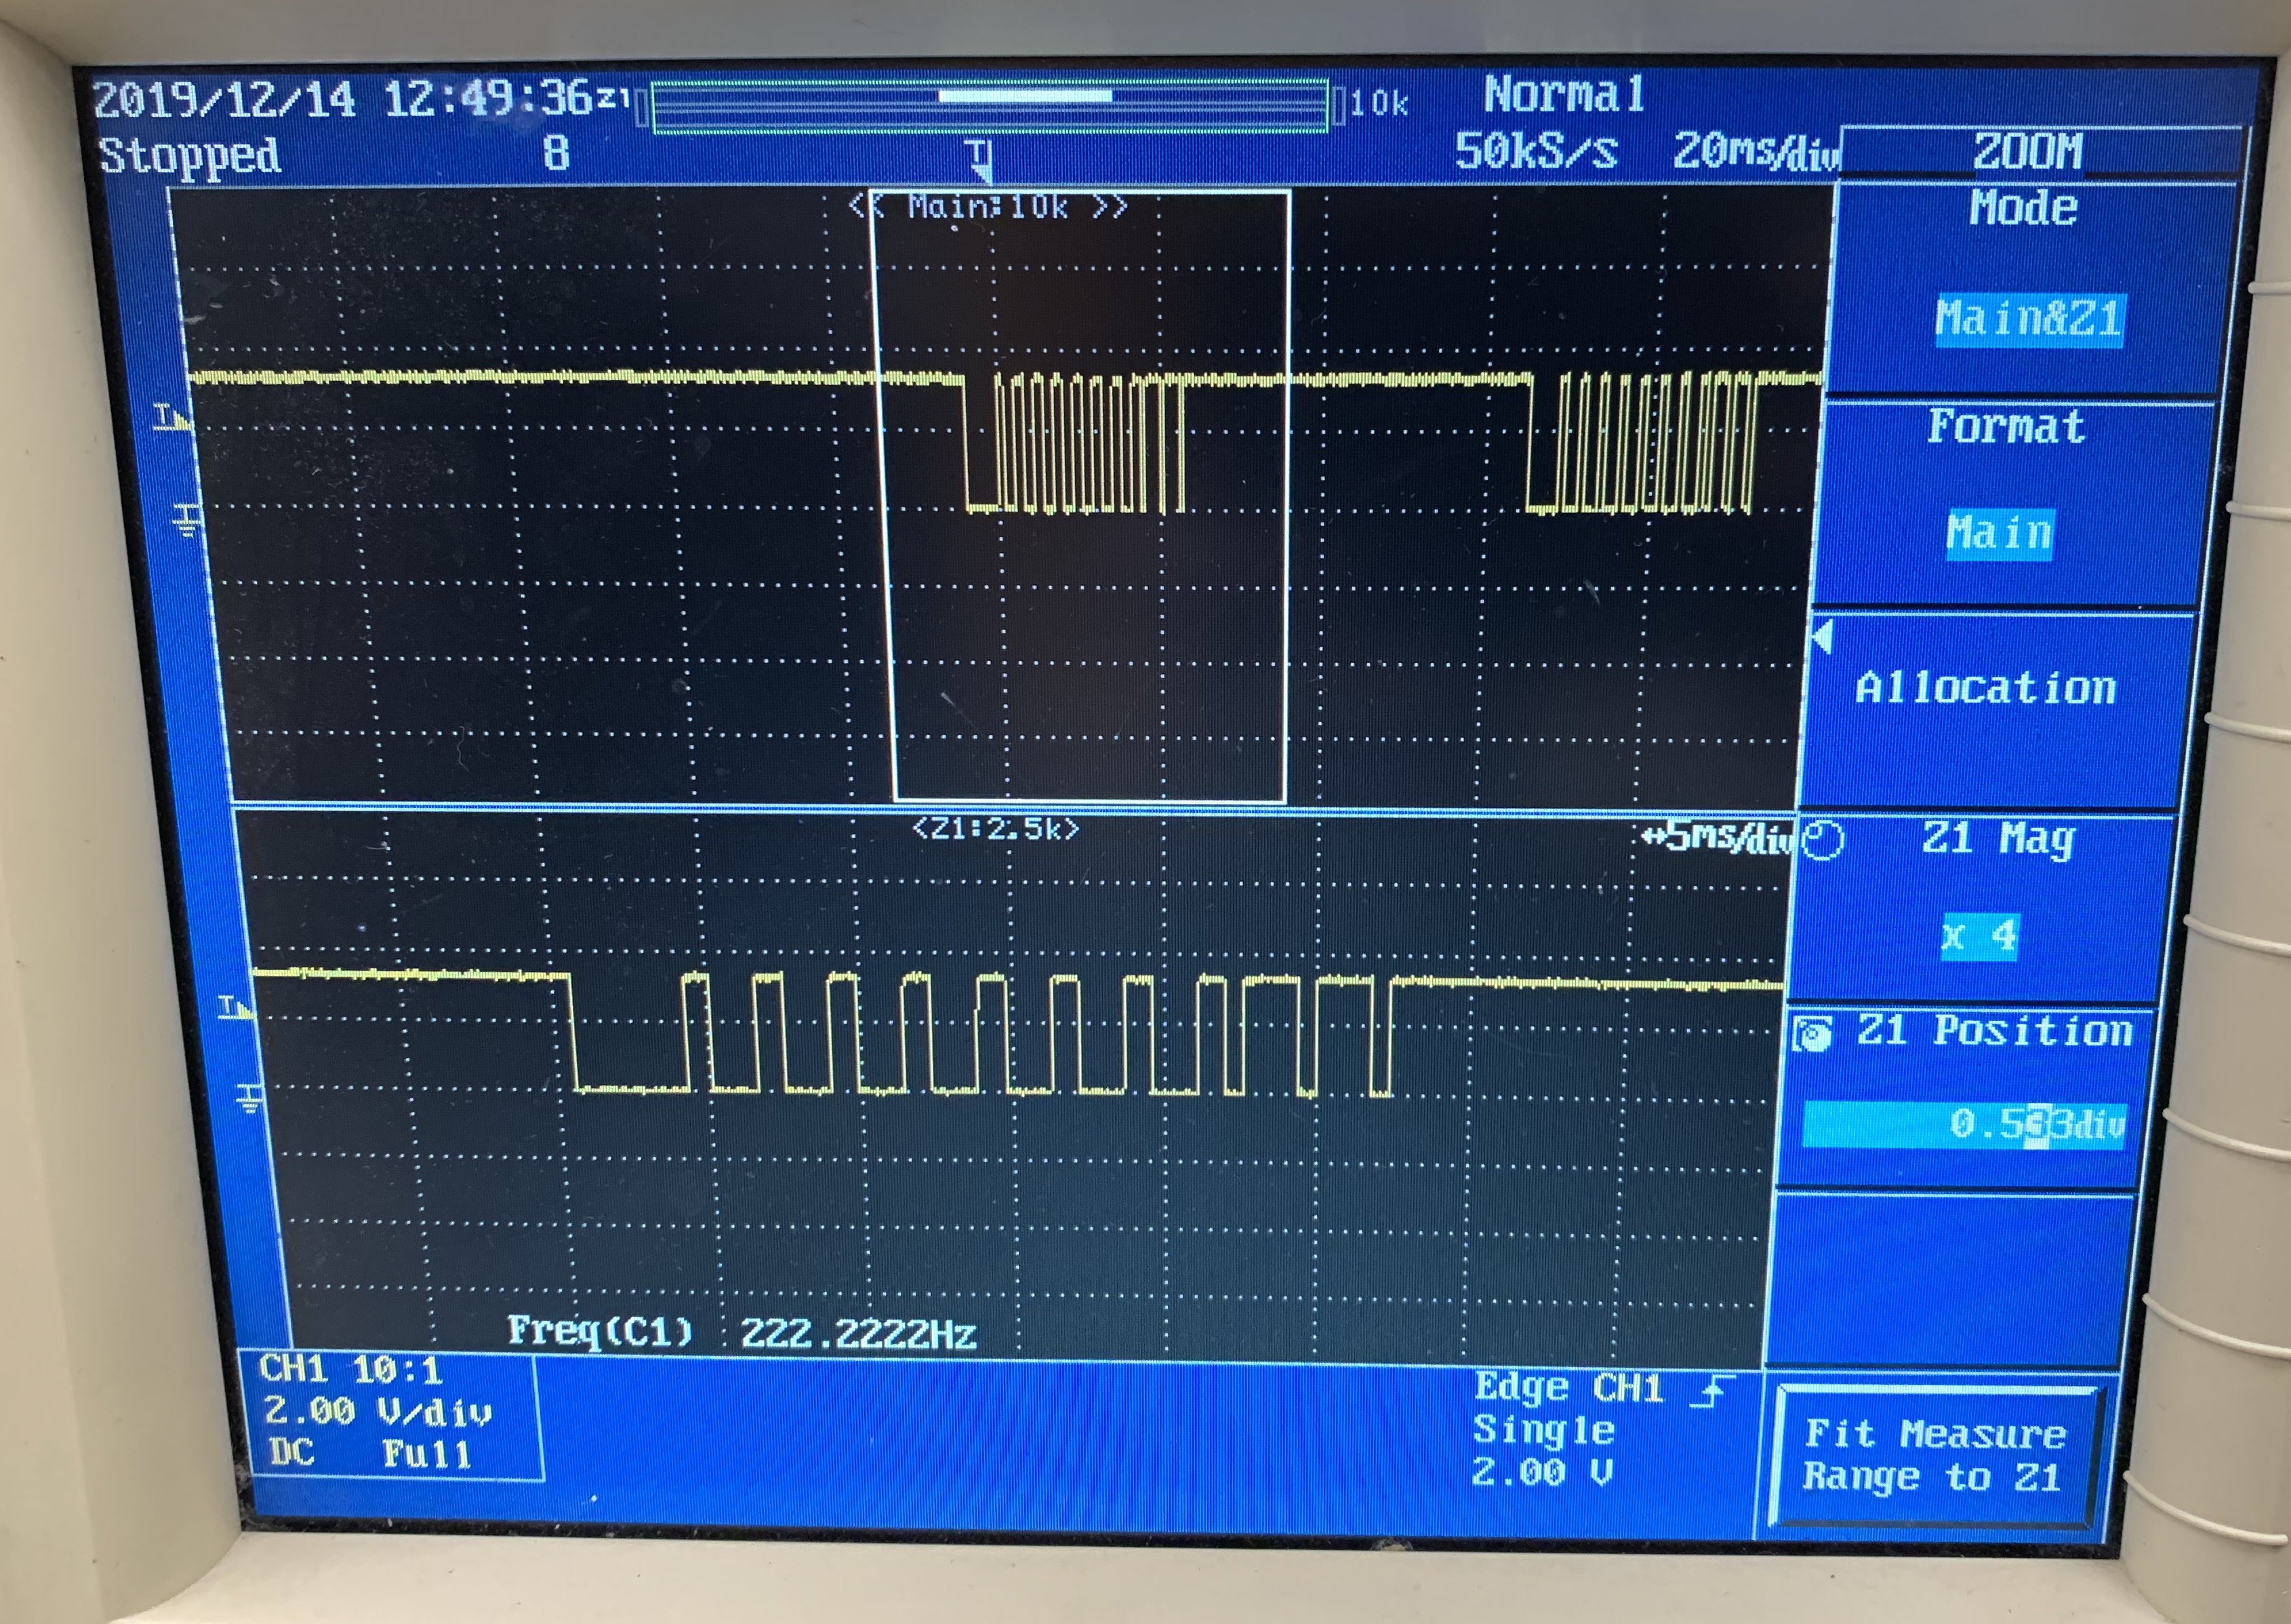 2019/12/14 12:49:36 Z1 10k Normal
Stopped 8 T 50kS/s 20ms/div
ZOOM
<< Main:10k >>
Mode
Main&Z1
T
Format
Main
Allocation
<Z1:2.5k> 5ms/div
Z1 Mag
x 4
T
Z1 Position
0.533div
Freq(C1) 222.2222Hz
CH1 10:1
2.00 V/div
DC Full
Edge CH1
Single
2.00 V
Fit Measure
Range to Z1